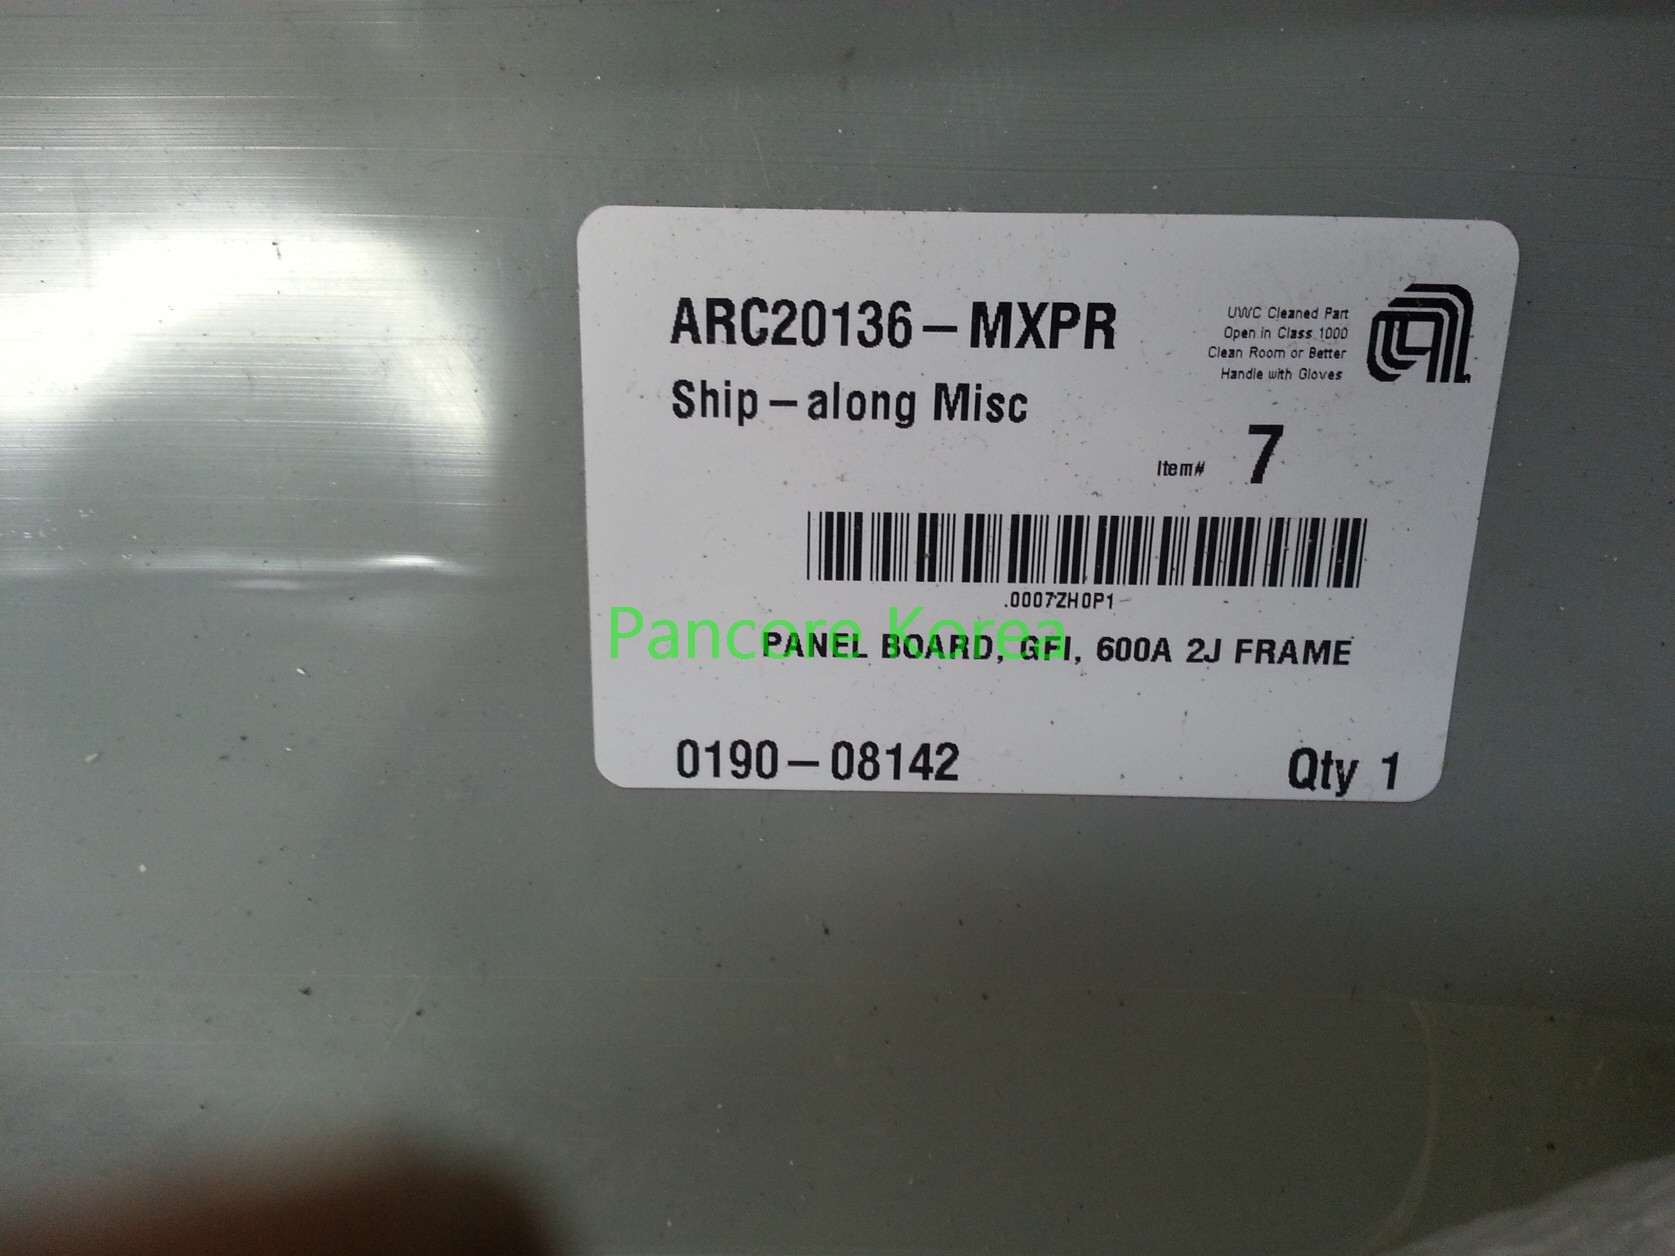 ARC20136-MXPR
UWC Cleaned Part
Open in Class 1000
Clean Room or Better
Handle with Gloves
Ship-along Misc
Item# 7
.0007ZH0P1
Pancore Korea
PANEL BOARD, GFI, 600A 2J FRAME
0190-08142
Qty 1